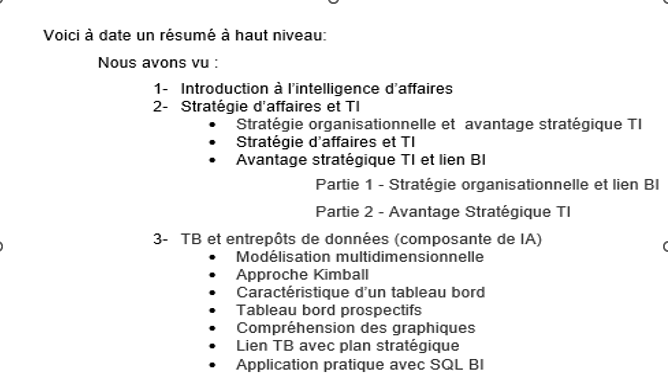 Voici à date un résumé à haut niveau:
Nous avons vu :
1- Introduction à l'intelligence d'affaires
2- Stratégie d'affaires et TI
• Stratégie organisationnelle et avantage stratégique TI
• Stratégie d'affaires et TI
• Avantage stratégique TI et lien BI
Partie 1 - Stratégie organisationnelle et lien BI
Partie 2 - Avantage Stratégique TI
3- TB et entrepôts de données (composante de IA)
• Modélisation multidimensionnelle
• Approche Kimball
• Caractéristique d'un tableau bord
• Tableau bord prospectifs
• Compréhension des graphiques
• Lien TB avec plan stratégique
• Application pratique avec SQL BI